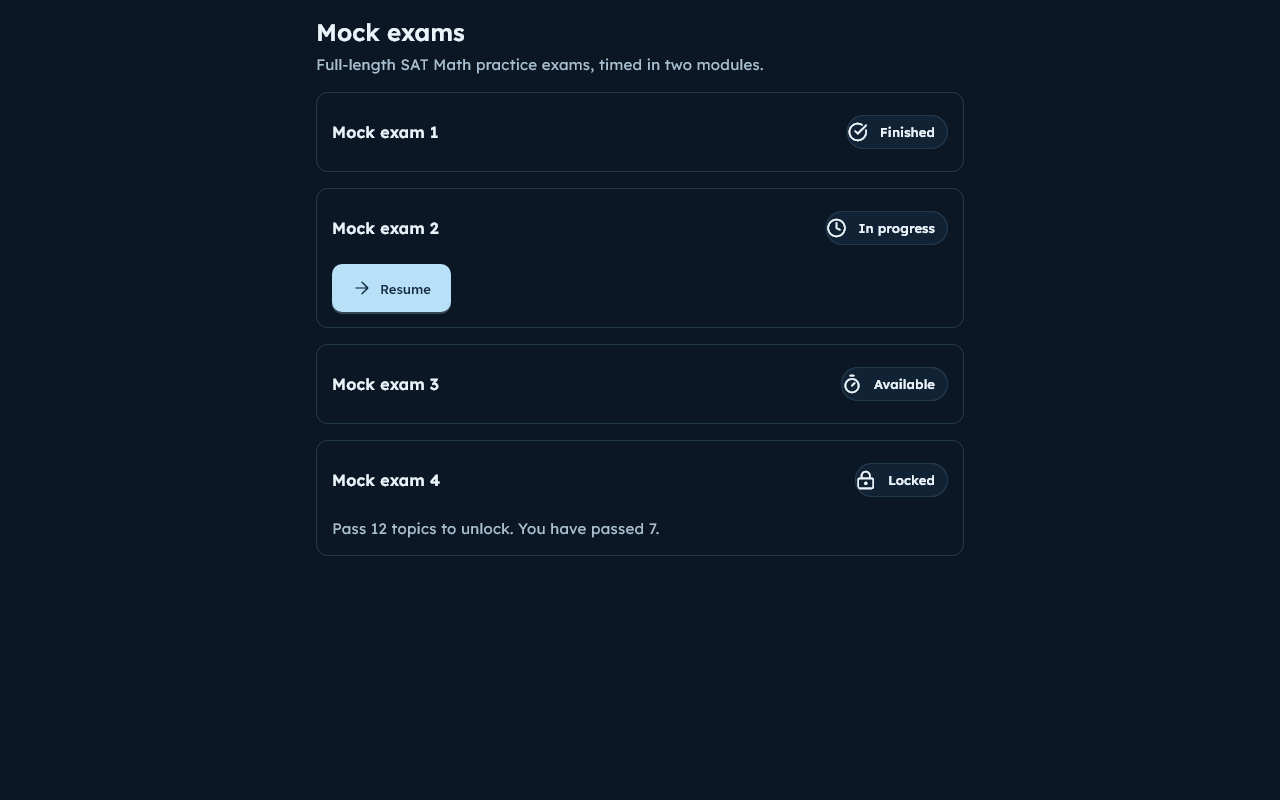 Mock exams
Full-length SAT Math practice exams, timed in two modules.
Mock exam 1
Finished
Mock exam 2
In progress
Resume
Mock exam 3
Available
Mock exam 4
Locked
Pass 12 topics to unlock. You have passed 7.